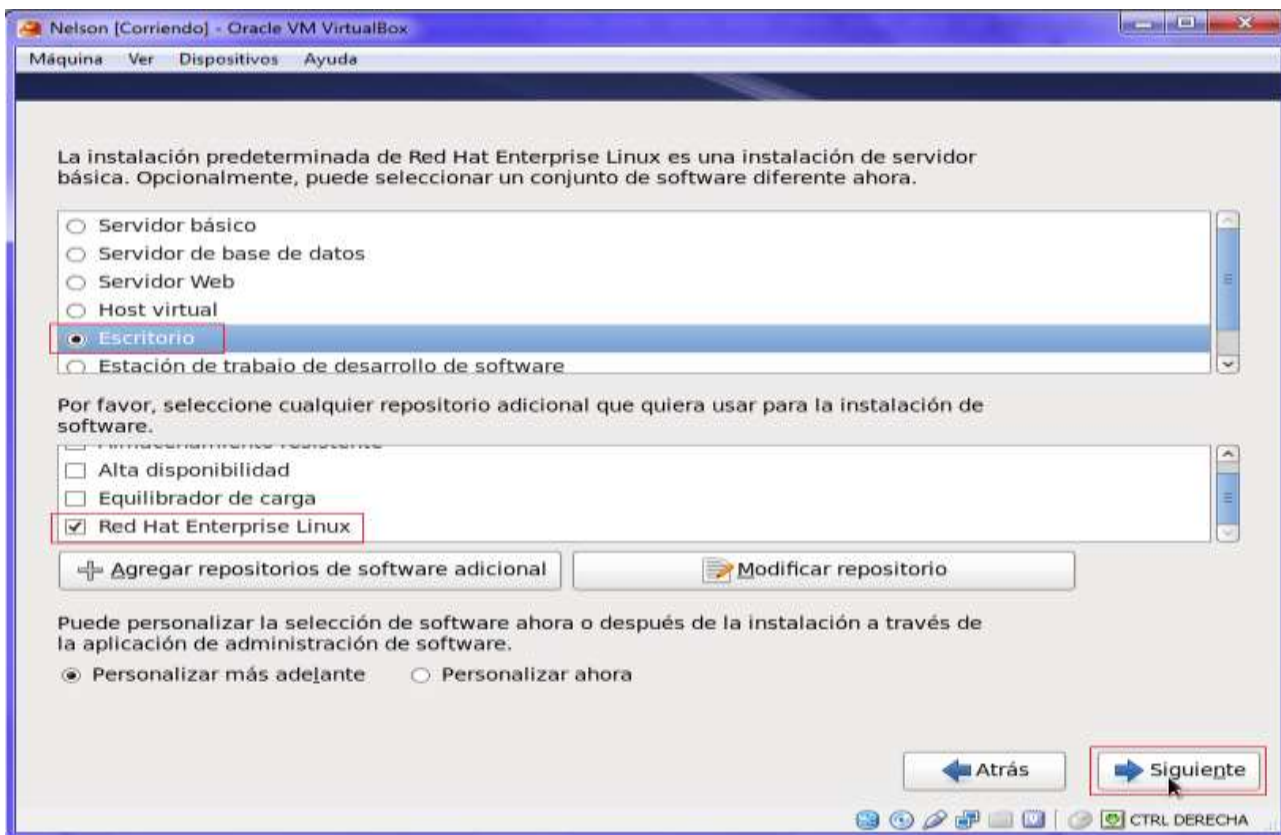 Nelson [Corriendo] - Oracle VM VirtualBox
Máquina Ver Dispositivos Ayuda
La instalación predeterminada de Red Hat Enterprise Linux es una instalación de servidor
básica. Opcionalmente, puede seleccionar un conjunto de software diferente ahora.
Servidor básico
Servidor de base de datos
Servidor Web
Host virtual
Escritorio
Estación de trabajo de desarrollo de software
Por favor, seleccione cualquier repositorio adicional que quiera usar para la instalación de
software.
Almacenamiento resistente
Alta disponibilidad
Equilibrador de carga
Red Hat Enterprise Linux
Agregar repositorios de software adicional
Modificar repositorio
Puede personalizar la selección de software ahora o después de la instalación a través de
la aplicación de administración de software.
Personalizar más adelante
Personalizar ahora
Atrás
Siguiente
CTRL DERECHA